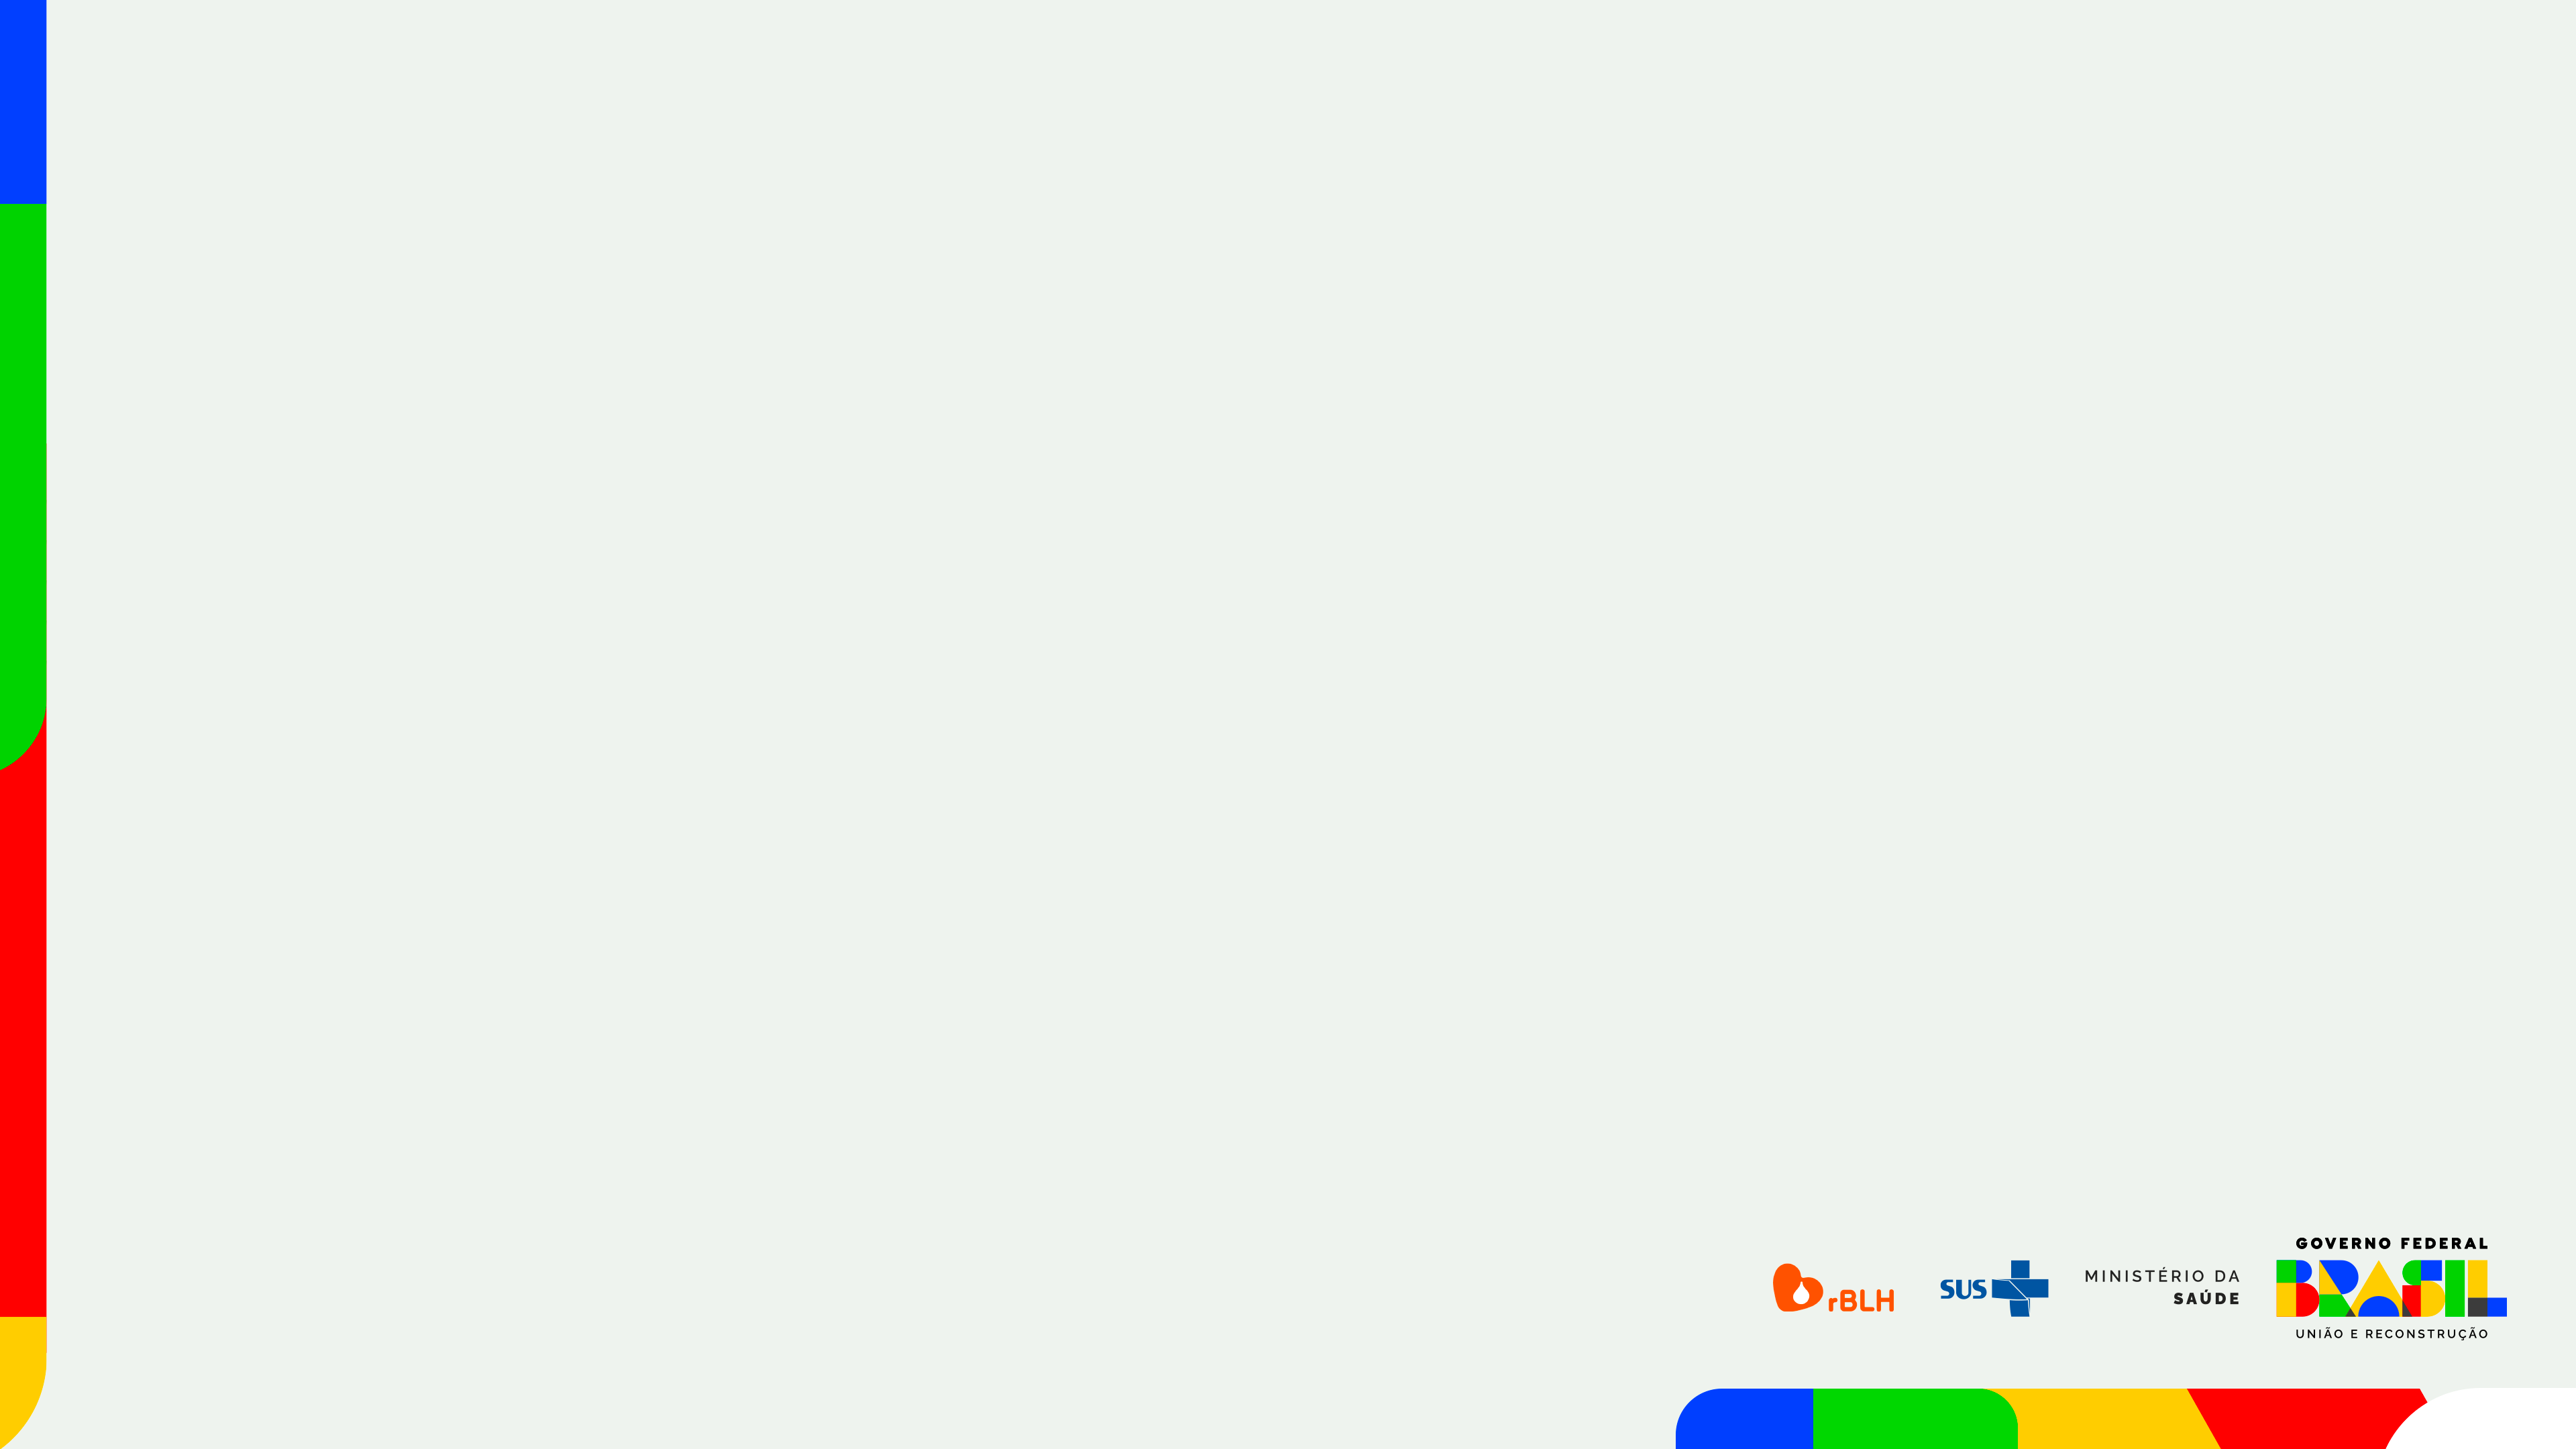 rBLH
SUS
MINISTÉRIO DA
SAÚDE
GOVERNO FEDERAL
BRASIL
UNIÃO E RECONSTRUÇÃO